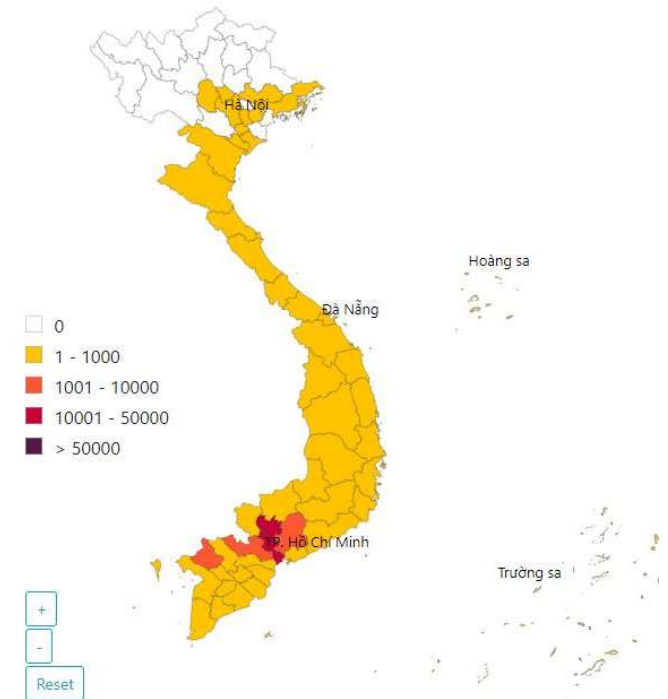 Hà Nội
Hoàng sa
Đà Nẵng
0
1 - 1000
1001 - 10000
10001 - 50000
> 50000
TP. Hồ Chí Minh
Trường sa
+
-
Reset